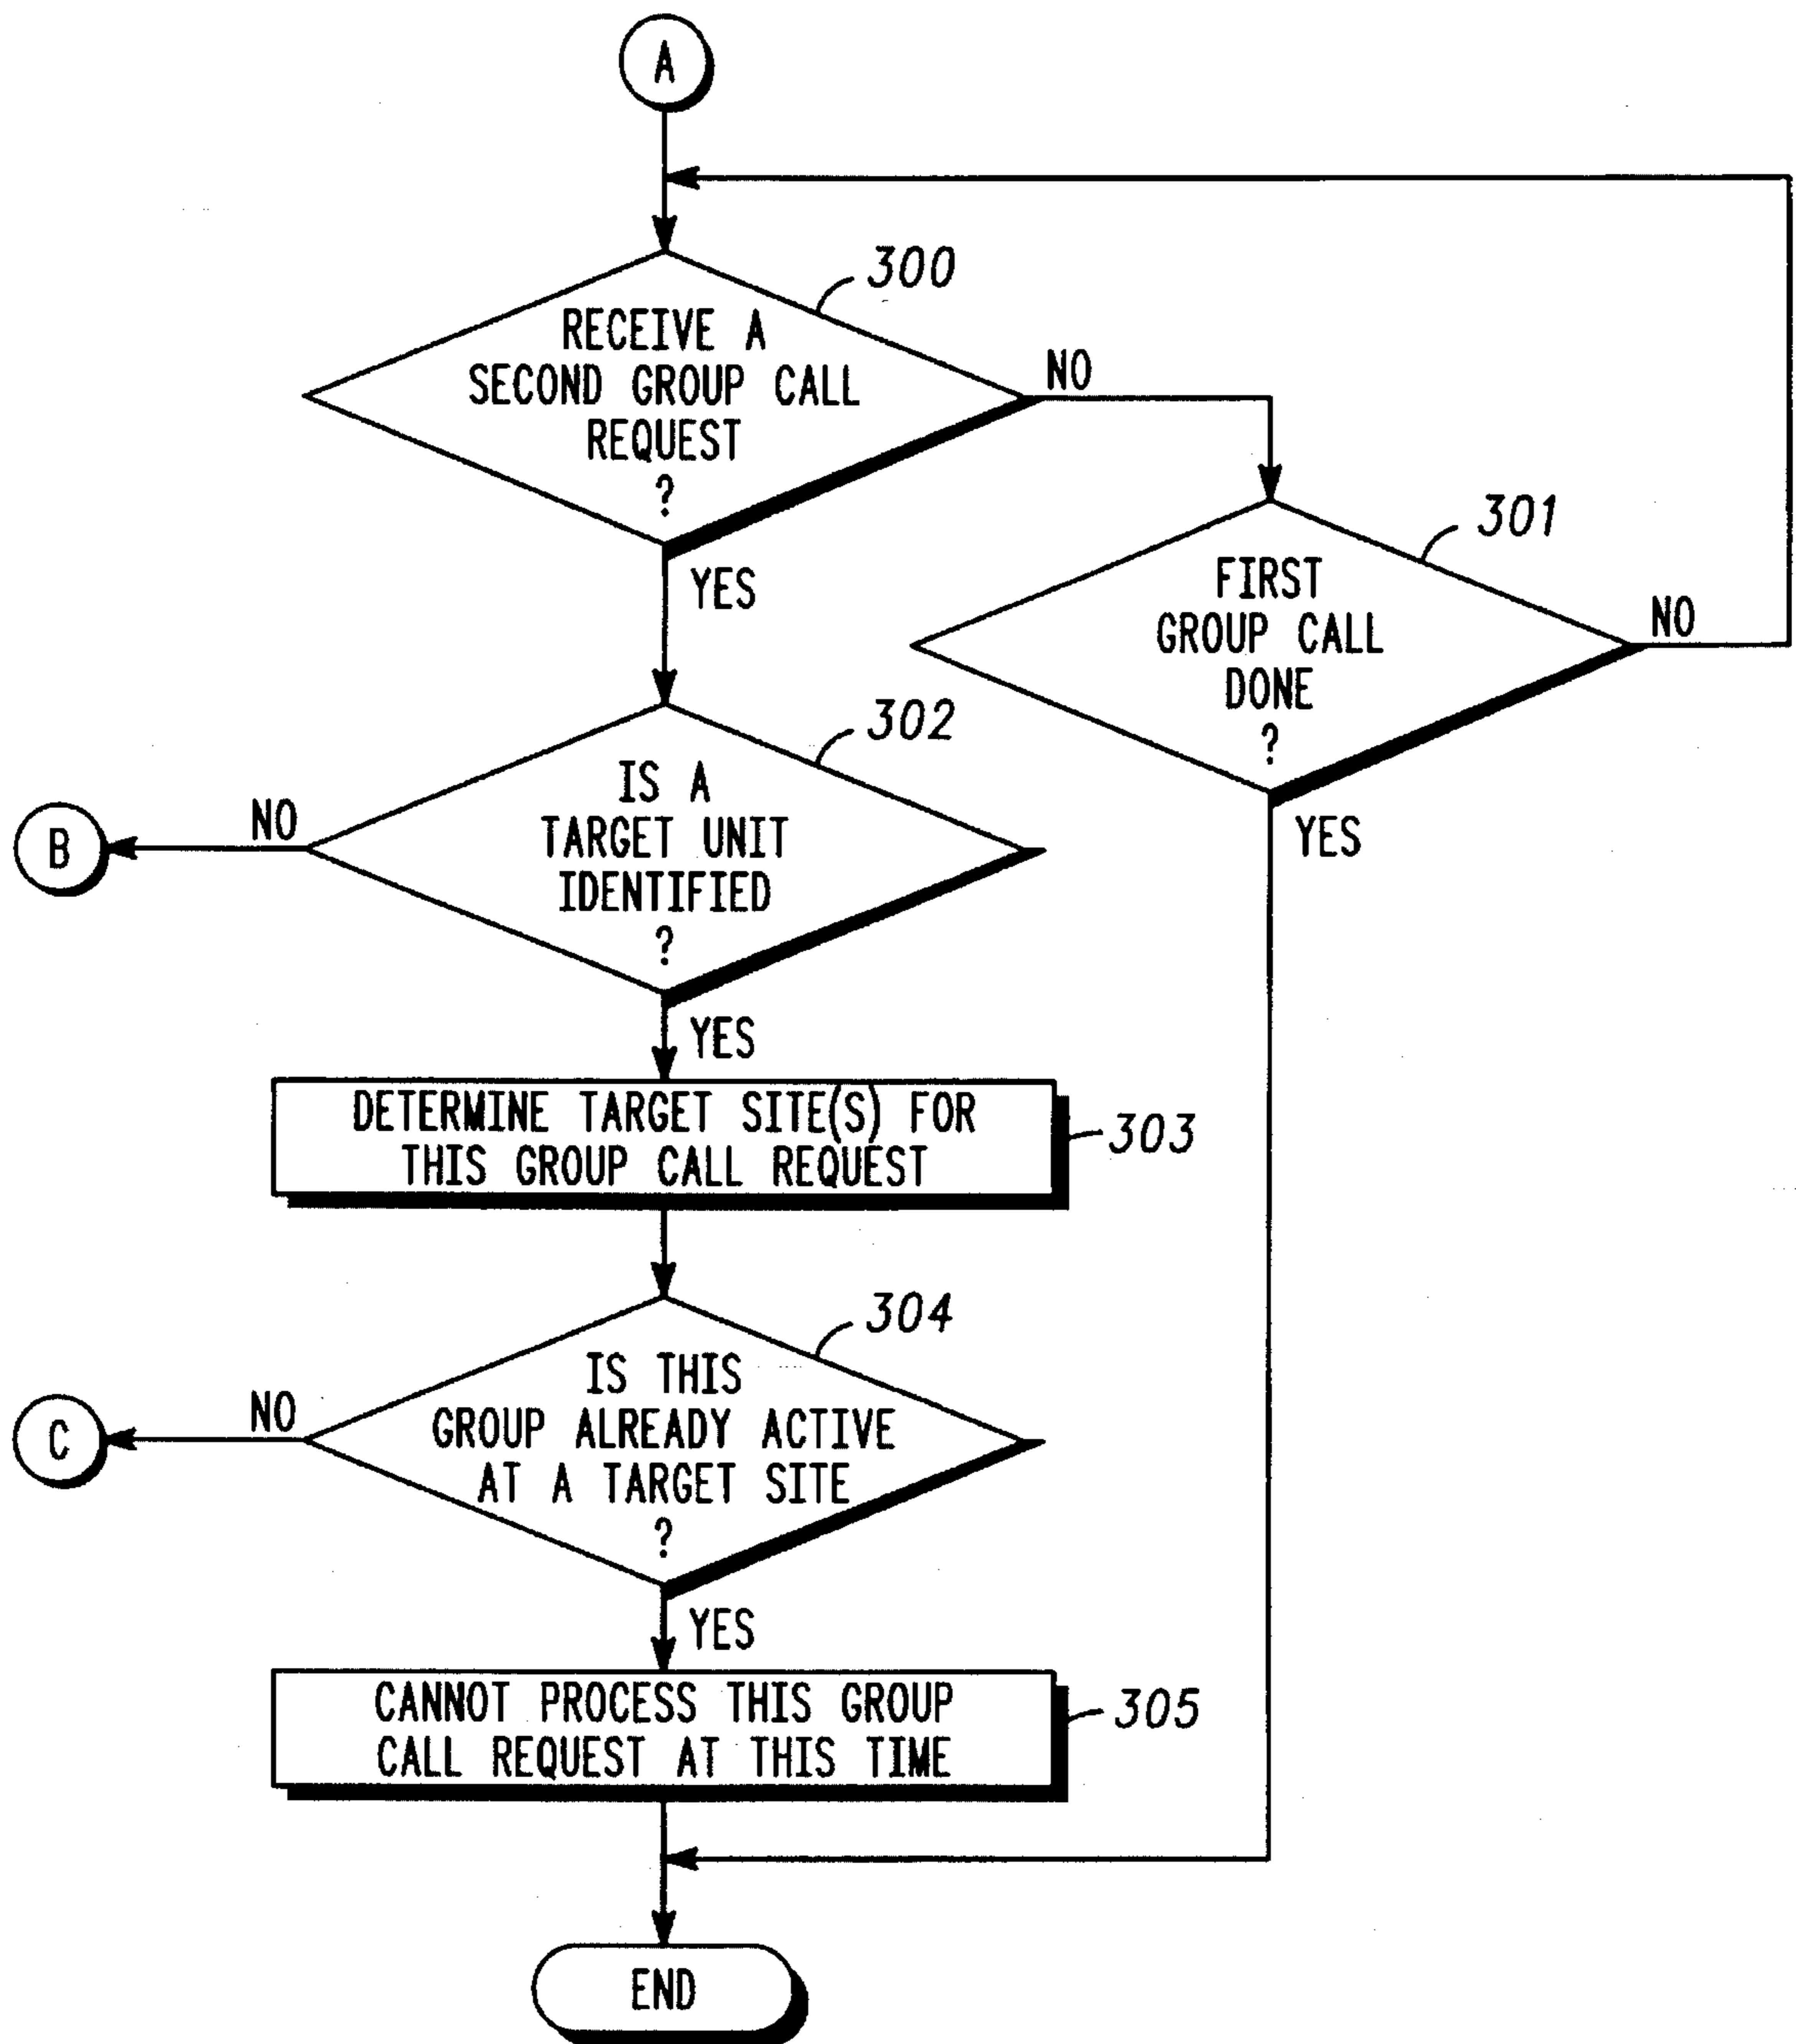 A
300
RECEIVE A
SECOND GROUP CALL
REQUEST
?
NO
YES
301
FIRST
GROUP CALL
DONE
?
NO
YES
302
IS A
TARGET UNIT
IDENTIFIED
?
NO
B
YES
DETERMINE TARGET SITE(S) FOR
THIS GROUP CALL REQUEST
303
304
IS THIS
GROUP ALREADY ACTIVE
AT A TARGET SITE
?
NO
C
YES
CANNOT PROCESS THIS GROUP
CALL REQUEST AT THIS TIME
305
END